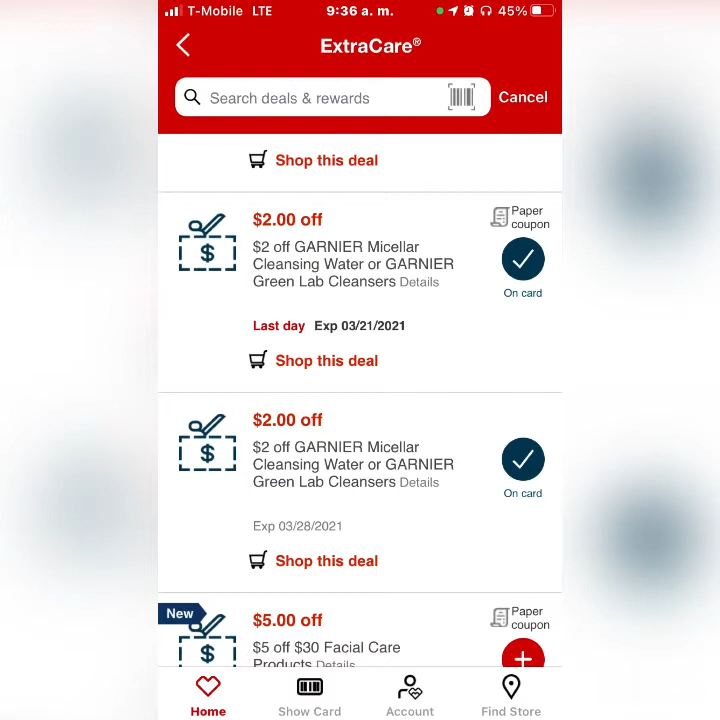 T-Mobile LTE 9:36 a. m. 45%
ExtraCare®
Search deals & rewards Cancel
Shop this deal
$2.00 off
Paper
coupon
$2 off GARNIER Micellar
Cleansing Water or GARNIER
Green Lab Cleansers Details
On card
Last day Exp 03/21/2021
Shop this deal
$2.00 off
$2 off GARNIER Micellar
Cleansing Water or GARNIER
Green Lab Cleansers Details
On card
Exp 03/28/2021
Shop this deal
New
$5.00 off
Paper
coupon
$5 off $30 Facial Care
Products Details
Home Show Card Account Find Store